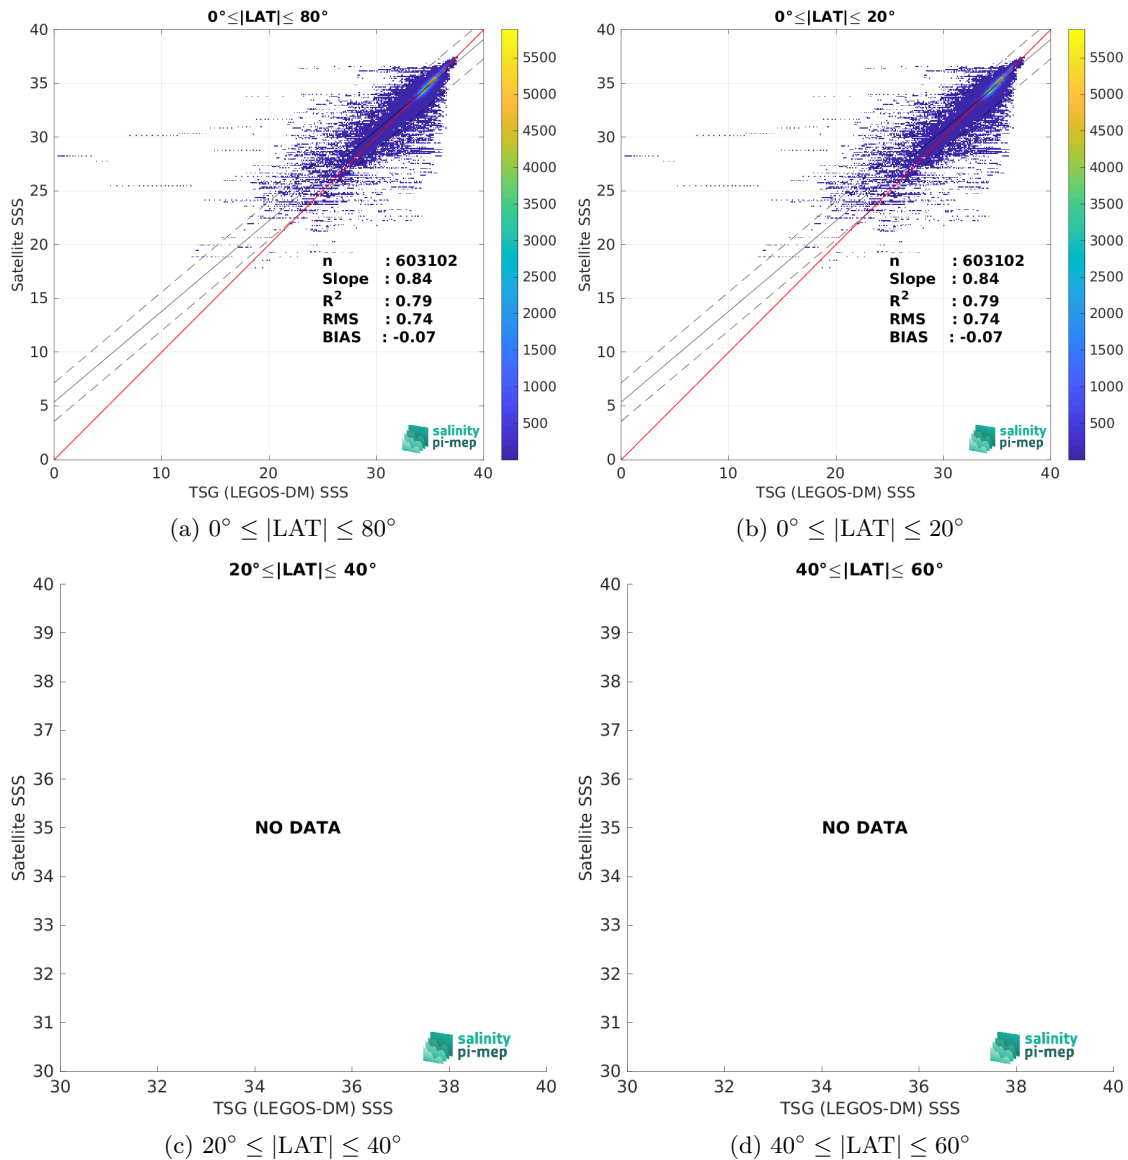 0°≤|LAT|≤ 80°
40
35
30
25
20
15
10
5
0
Satellite SSS
0
10
20
30
40
TSG (LEGOS-DM) SSS
n : 603102
Slope : 0.84
R² : 0.79
RMS : 0.74
BIAS : -0.07
salinity
pi-mep
5500
5000
4500
4000
3500
3000
2500
2000
1500
1000
500
(a) 0° ≤ |LAT| ≤ 80°
0°≤|LAT|≤ 20°
40
35
30
25
20
15
10
5
0
Satellite SSS
0
10
20
30
40
TSG (LEGOS-DM) SSS
n : 603102
Slope : 0.84
R² : 0.79
RMS : 0.74
BIAS : -0.07
salinity
pi-mep
5500
5000
4500
4000
3500
3000
2500
2000
1500
1000
500
(b) 0° ≤ |LAT| ≤ 20°
20°≤|LAT|≤ 40°
40
39
38
37
36
35
34
33
32
31
30
Satellite SSS
NO DATA
salinity
pi-mep
30
32
34
36
38
40
TSG (LEGOS-DM) SSS
(c) 20° ≤ |LAT| ≤ 40°
40°≤|LAT|≤ 60°
40
39
38
37
36
35
34
33
32
31
30
Satellite SSS
NO DATA
salinity
pi-mep
30
32
34
36
38
40
TSG (LEGOS-DM) SSS
(d) 40° ≤ |LAT| ≤ 60°